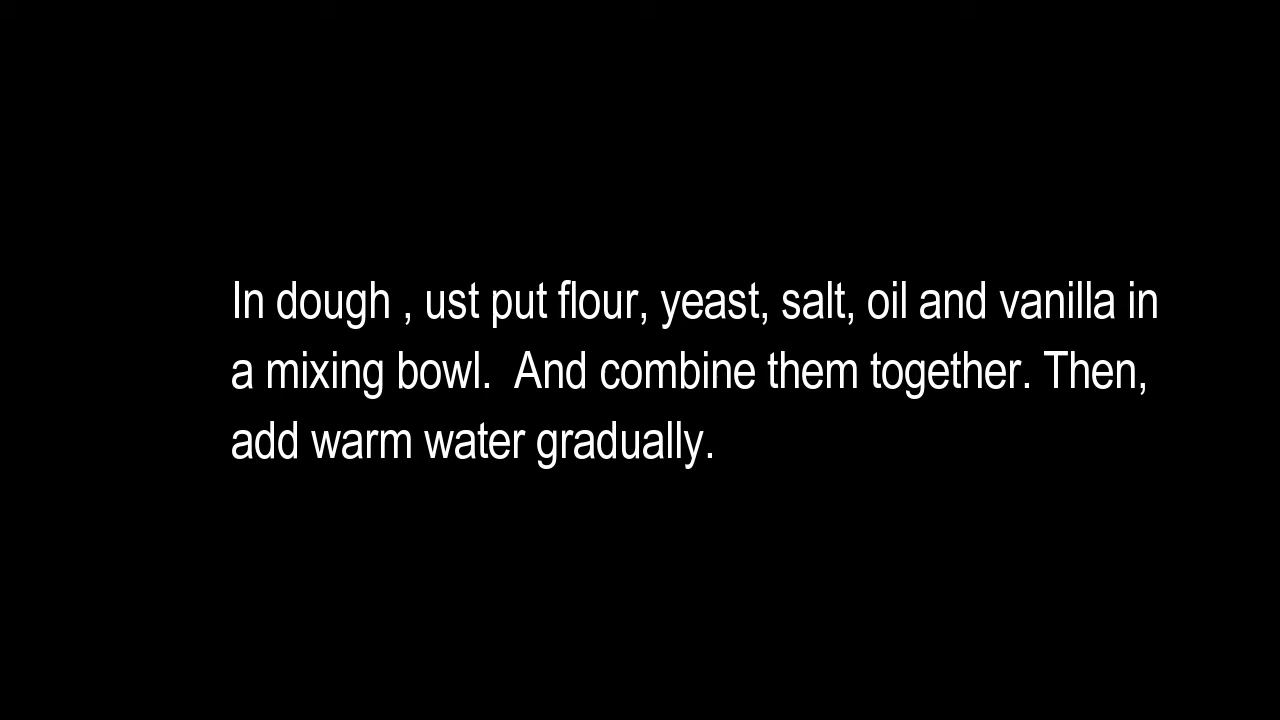 In dough , ust put flour, yeast, salt, oil and vanilla in
a mixing bowl.  And combine them together. Then,
add warm water gradually.